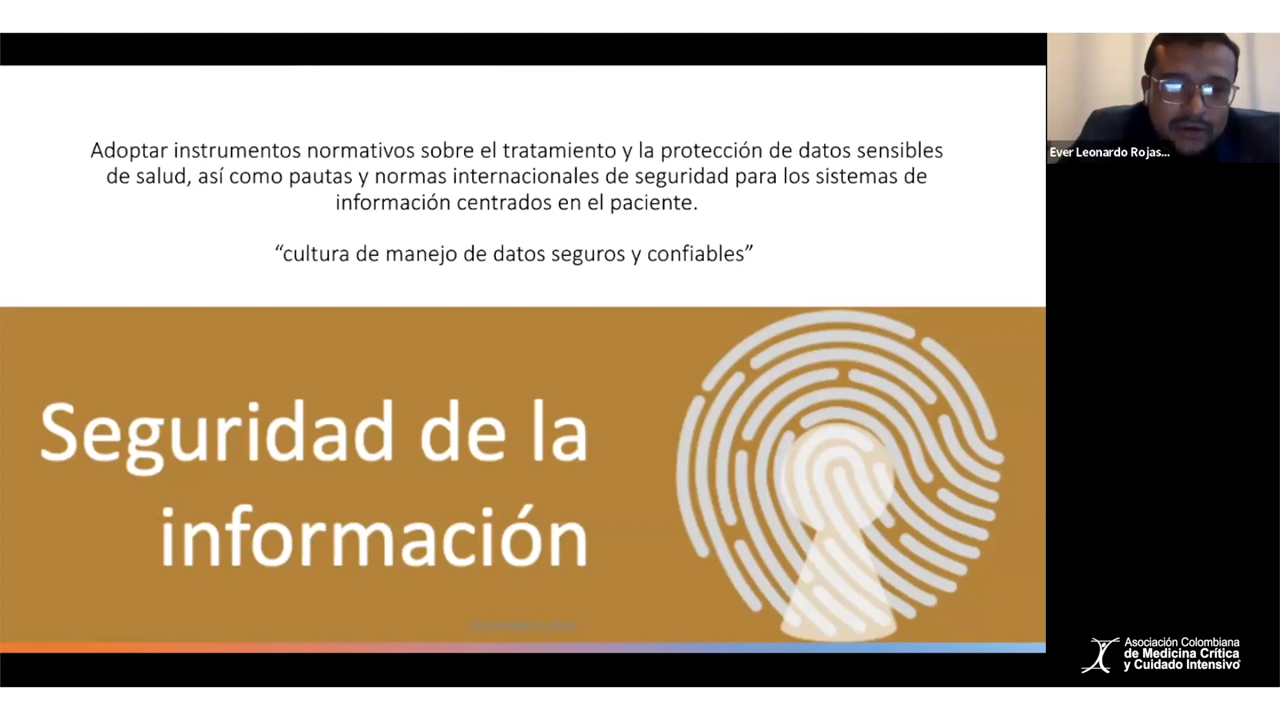 Adoptar instrumentos normativos sobre el tratamiento y la protección de datos sensibles
de salud, así como pautas y normas internacionales de seguridad para los sistemas de
información centrados en el paciente.
“cultura de manejo de datos seguros y confiables”
Seguridad de la
información
Ever Leonardo Rojas...
Asociación Colombiana
de Medicina Crítica
y Cuidado Intensivo